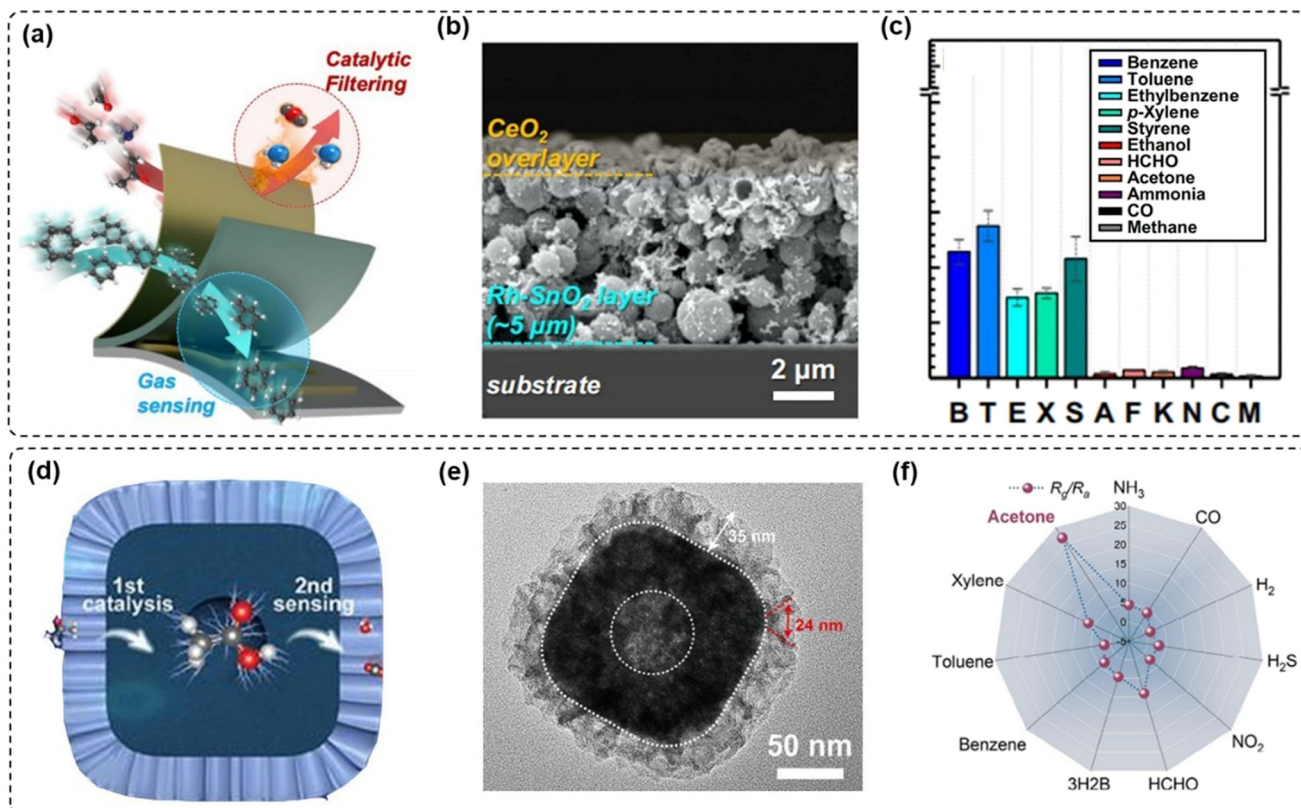 (a)
Catalytic
Filtering
Gas
sensing
(b)
CeO₂
overlayer
Rh-SnO₂ layer
(~5 μm)
substrate
2 μm
(c)
Benzene
Toluene
Ethylbenzene
p-Xylene
Styrene
Ethanol
HCHO
Acetone
Ammonia
CO
Methane
B T E X S A F K N C M
(d)
1st
catalysis
2nd
sensing
(e)
35 nm
24 nm
50 nm
(f)
Rg/Ra
NH₃
CO
H₂
H₂S
NO₂
HCHO
3H2B
Benzene
Toluene
Xylene
Acetone
30
25
20
15
10
5
0
-5